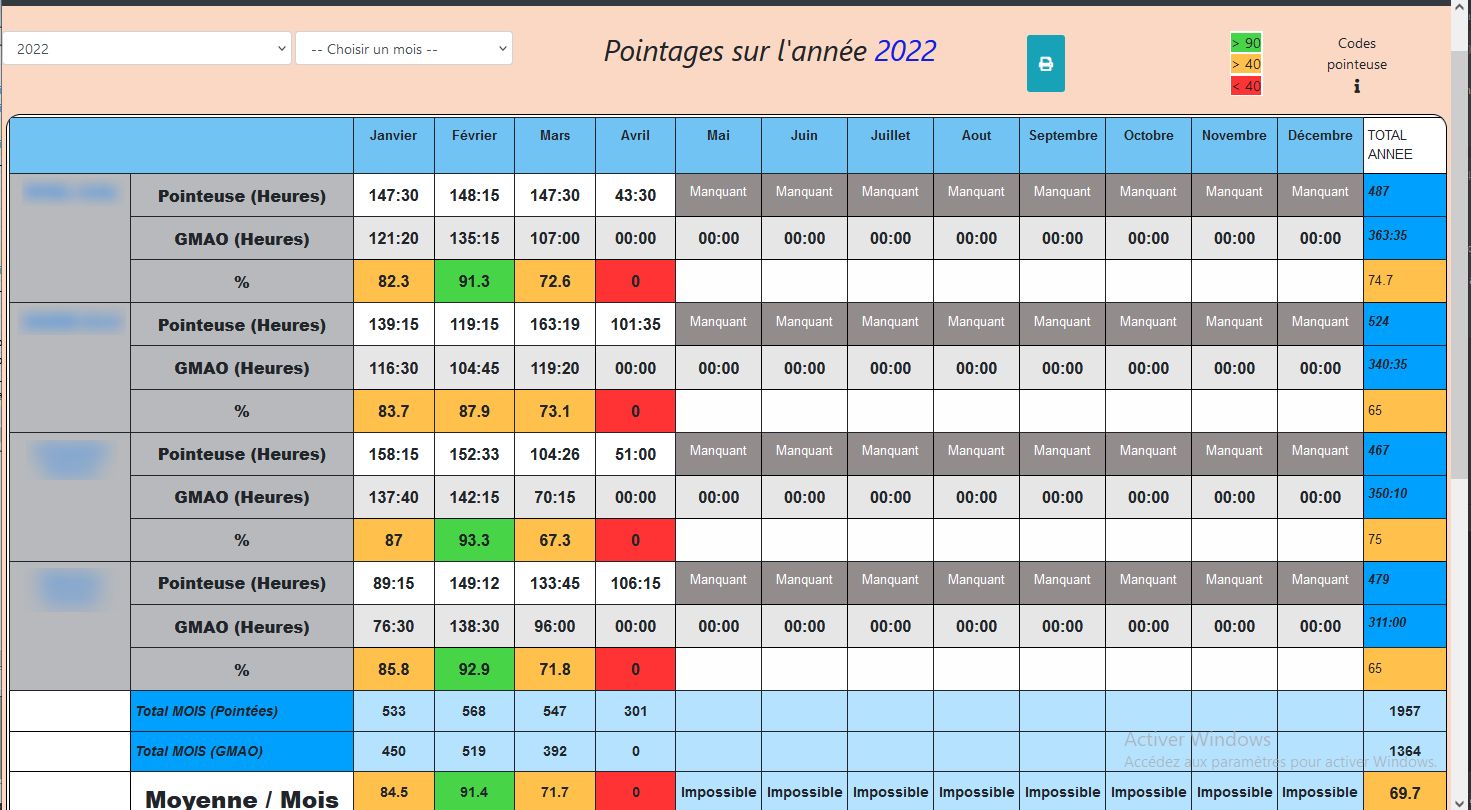 2022 -- Choisir un mois -- Pointages sur l'année 2022 > 90 > 40 < 40 Codes pointeuse
Janvier Février Mars Avril Mai Juin Juillet Aout Septembre Octobre Novembre Décembre TOTAL ANNEE
Pointeuse (Heures) 147:30 148:15 147:30 43:30 Manquant Manquant Manquant Manquant Manquant Manquant Manquant Manquant 487
GMAO (Heures) 121:20 135:15 107:00 00:00 00:00 00:00 00:00 00:00 00:00 00:00 00:00 00:00 363:35
% 82.3 91.3 72.6 0 74.7
Pointeuse (Heures) 139:15 119:15 163:19 101:35 Manquant Manquant Manquant Manquant Manquant Manquant Manquant Manquant 524
GMAO (Heures) 116:30 104:45 119:20 00:00 00:00 00:00 00:00 00:00 00:00 00:00 00:00 00:00 340:35
% 83.7 87.9 73.1 0 65
Pointeuse (Heures) 158:15 152:33 104:26 51:00 Manquant Manquant Manquant Manquant Manquant Manquant Manquant Manquant 467
GMAO (Heures) 137:40 142:15 70:15 00:00 00:00 00:00 00:00 00:00 00:00 00:00 00:00 00:00 350:10
% 87 93.3 67.3 0 75
Pointeuse (Heures) 89:15 149:12 133:45 106:15 Manquant Manquant Manquant Manquant Manquant Manquant Manquant Manquant 479
GMAO (Heures) 76:30 138:30 96:00 00:00 00:00 00:00 00:00 00:00 00:00 00:00 00:00 00:00 311:00
% 85.8 92.9 71.8 0 65
Total MOIS (Pointées) 533 568 547 301 1957
Total MOIS (GMAO) 450 519 392 0 1364
Moyenne / Mois 84.5 91.4 71.7 0 Impossible Impossible Impossible Impossible Impossible Impossible Impossible Impossible 69.7
Activer Windows
Accédez aux paramètres pour activer Windows.